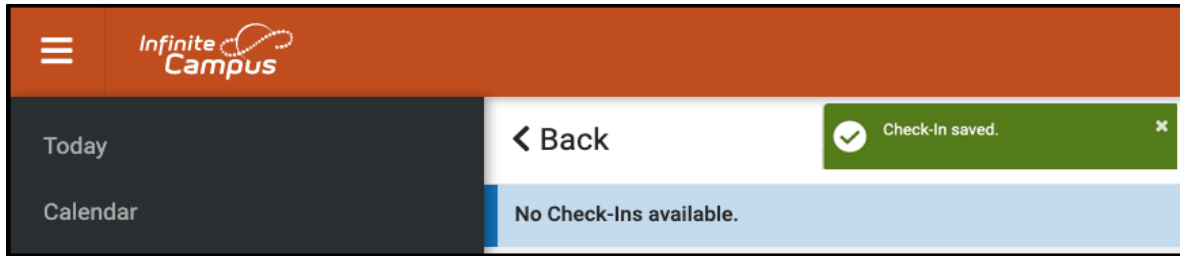 Infinite
Campus
Today
Calendar
Back
Check-In saved.
No Check-Ins available.